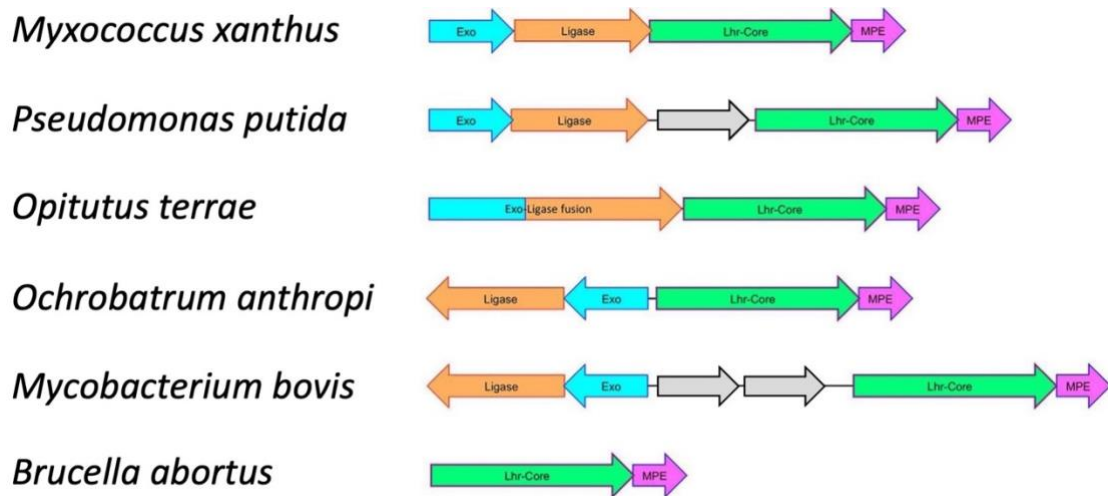 Myxococcus xanthus Exo Ligase Lhr-Core MPE
Pseudomonas putida Exo Ligase Lhr-Core MPE
Opitutus terrae Exo-Ligase fusion Lhr-Core MPE
Ochrobatrum anthropi Ligase Exo Lhr-Core MPE
Mycobacterium bovis Ligase Exo Lhr-Core MPE
Brucella abortus Lhr-Core MPE